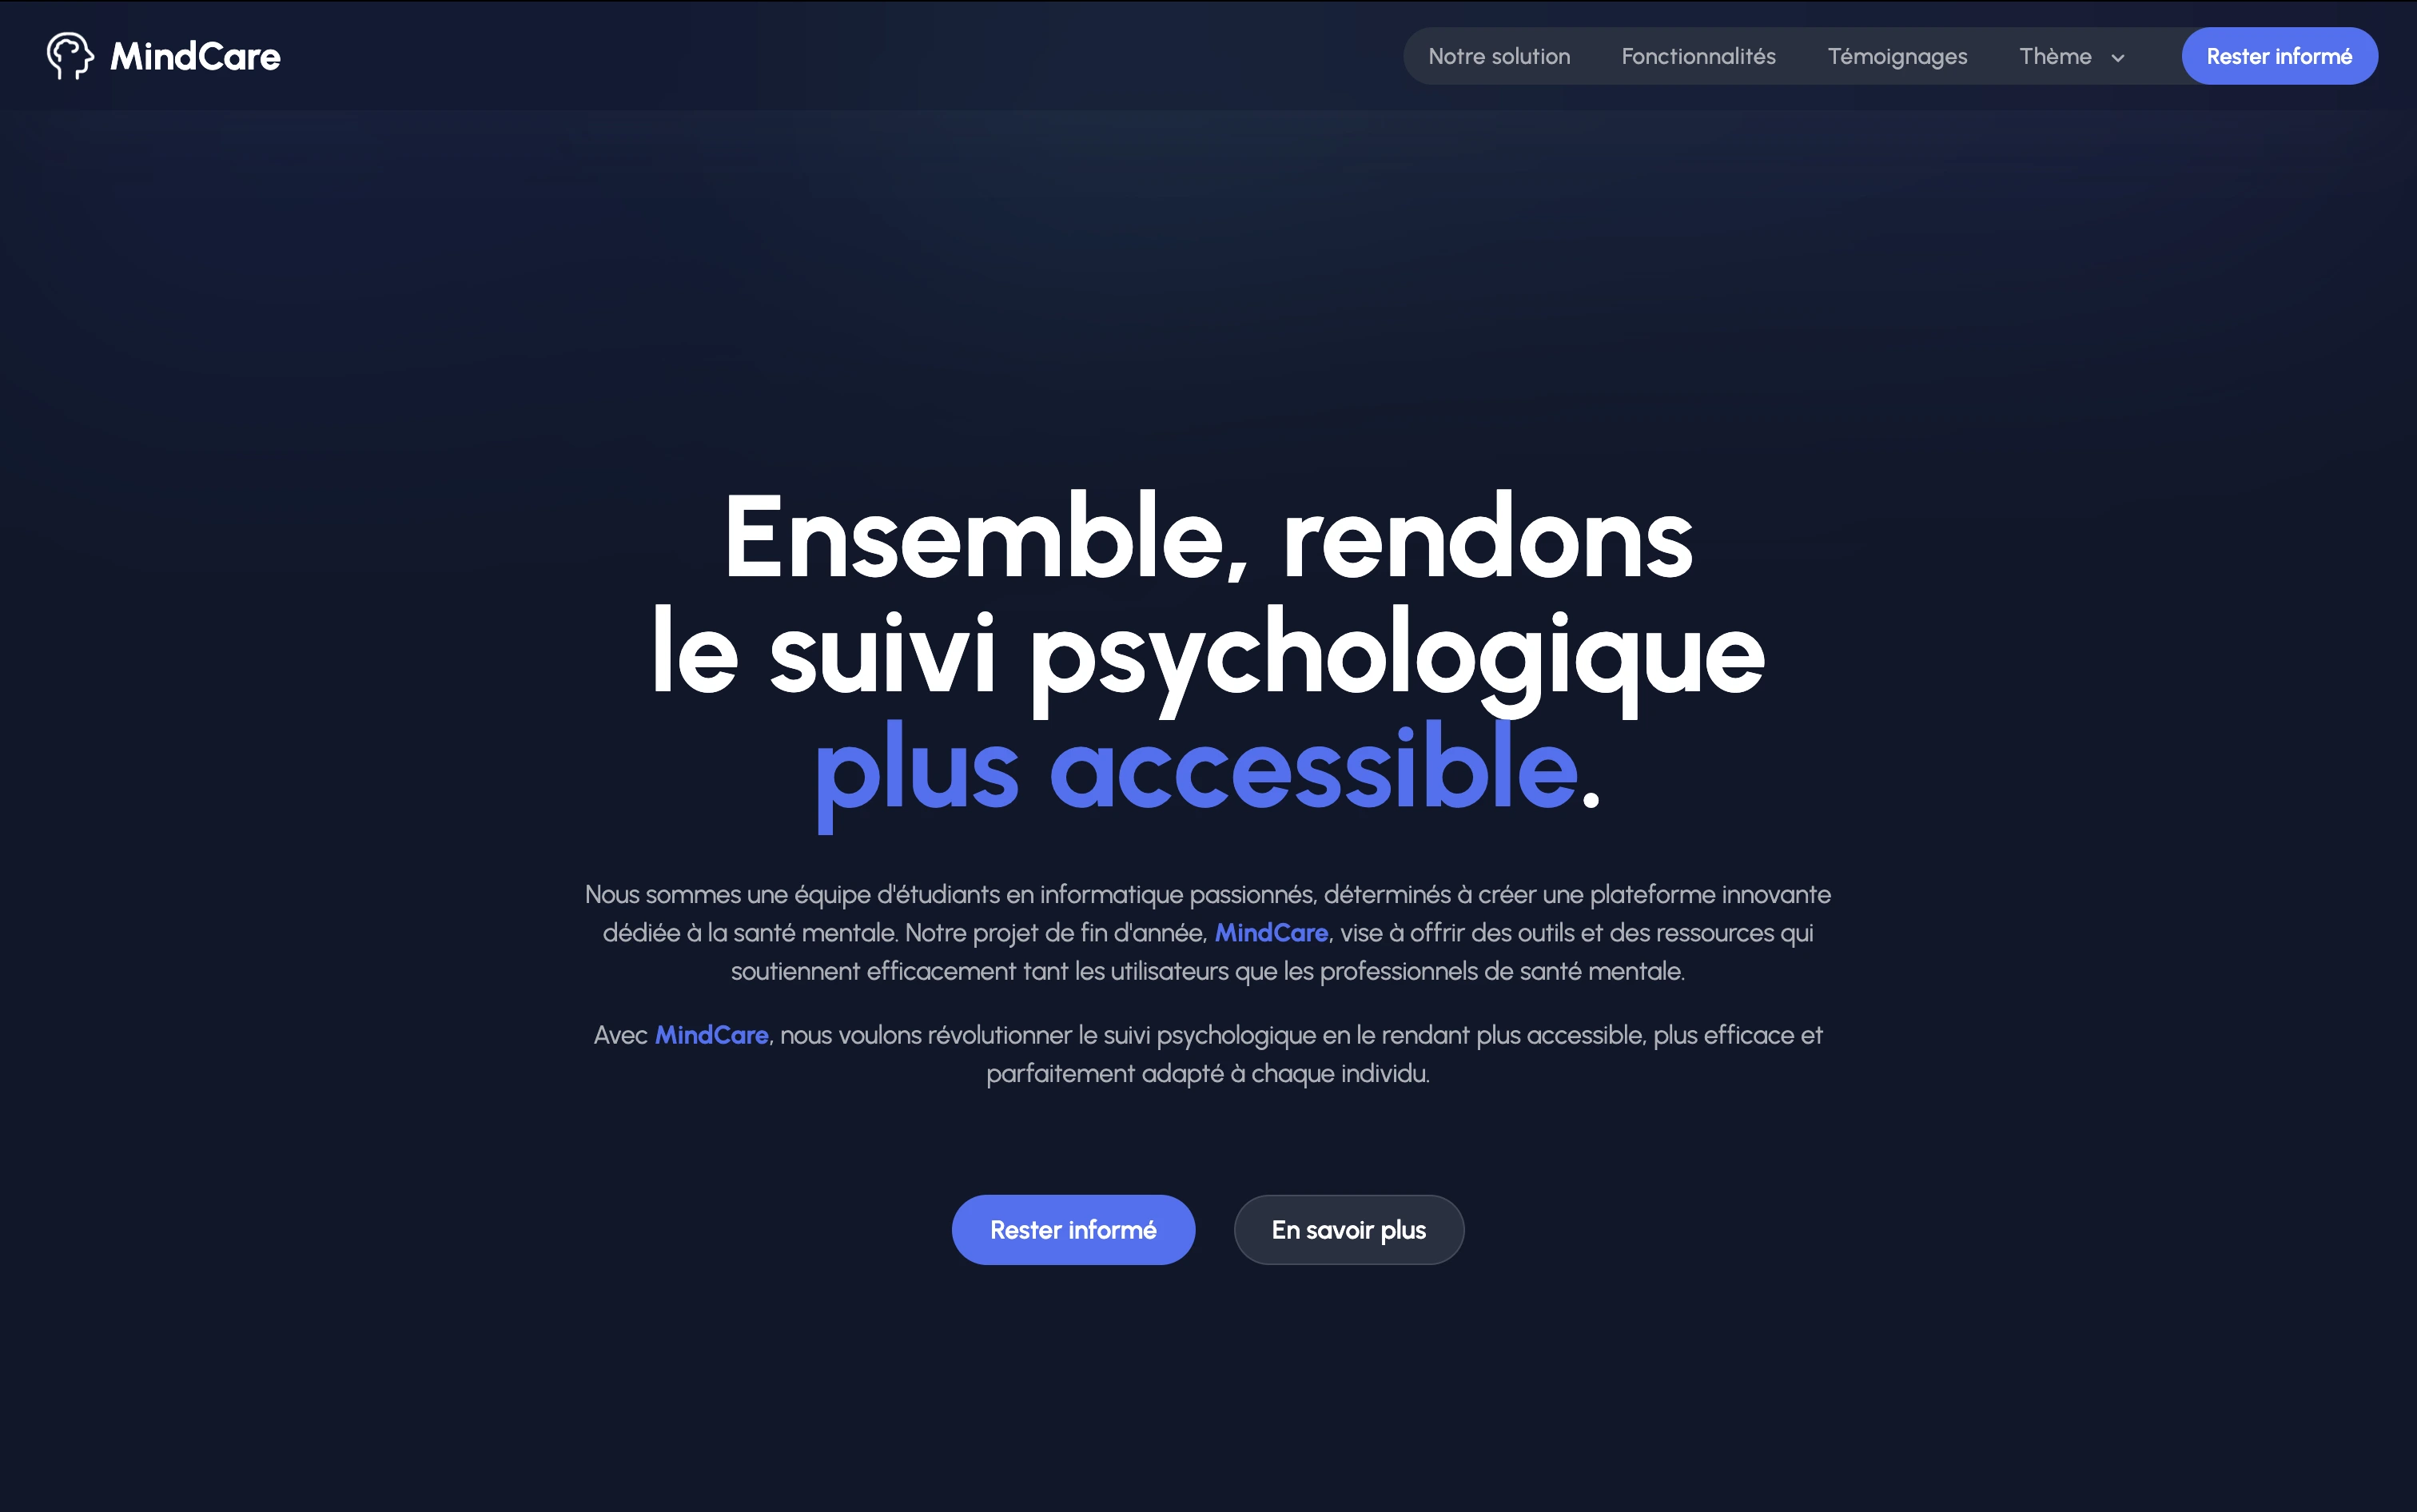 MindCare
Notre solution
Fonctionnalités
Témoignages
Thème
Rester informé
Ensemble, rendons
le suivi psychologique
plus accessible.
Nous sommes une équipe d'étudiants en informatique passionnés, déterminés à créer une plateforme innovante
dédiée à la santé mentale. Notre projet de fin d'année, MindCare, vise à offrir des outils et des ressources qui
soutiennent efficacement tant les utilisateurs que les professionnels de santé mentale.
Avec MindCare, nous voulons révolutionner le suivi psychologique en le rendant plus accessible, plus efficace et
parfaitement adapté à chaque individu.
Rester informé
En savoir plus